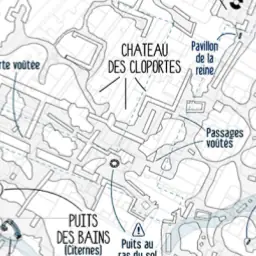 CHATEAU
DES CLOPORTES
Pavillon
de la
reine
rte voûtée
Passages
voûtés
PUITS
DES BAINS
(Citernes)
Puits au
ras du sol